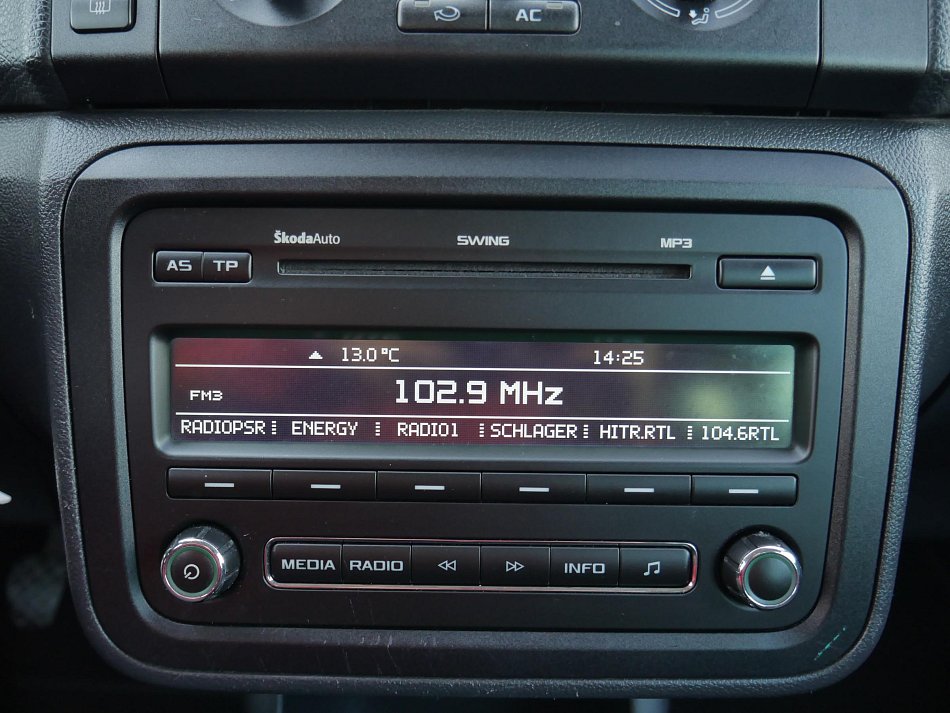 AC
ŠkodaAuto SWING MP3
AS TP
13.0 °C 14:25
FM3 102.9 MHz
RADIOPSR ENERGY RADIO1 SCHLAGER HITR.RTL 104.6RTL
MEDIA RADIO INFO